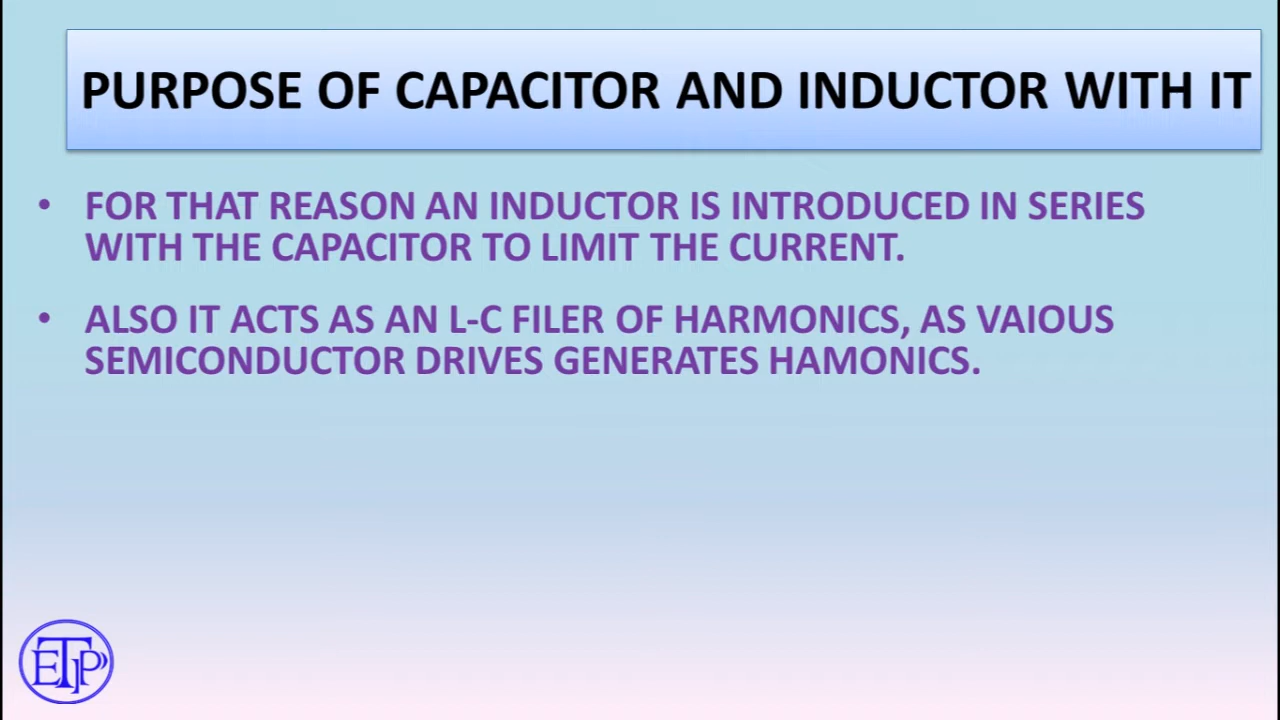 PURPOSE OF CAPACITOR AND INDUCTOR WITH IT
• FOR THAT REASON AN INDUCTOR IS INTRODUCED IN SERIES
WITH THE CAPACITOR TO LIMIT THE CURRENT.
• ALSO IT ACTS AS AN L-C FILER OF HARMONICS, AS VAIOUS
SEMICONDUCTOR DRIVES GENERATES HAMONICS.